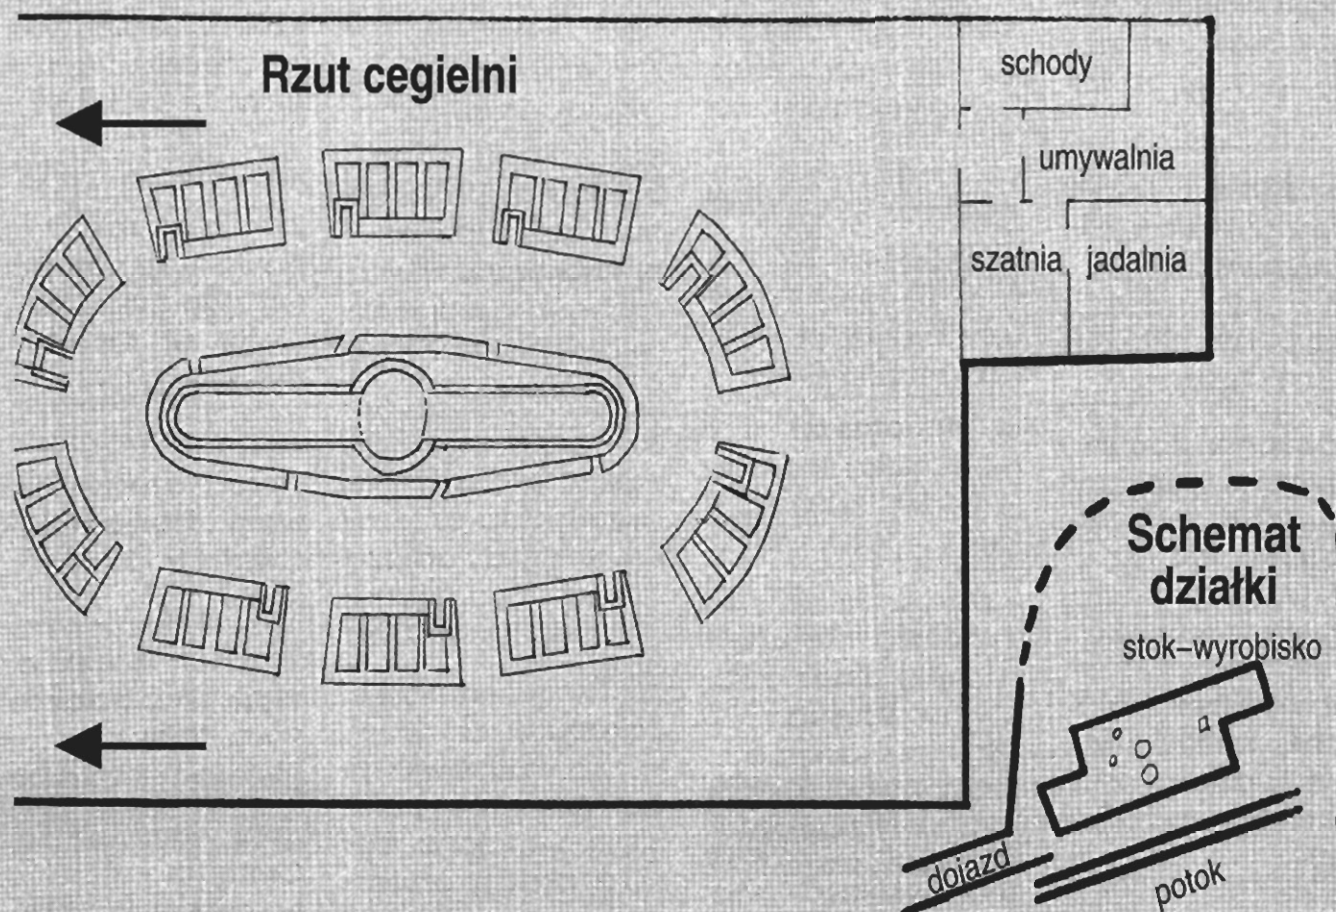 Rzut cegielni
schody
umywalnia
szatnia
jadalnia
Schemat
działki
stok–wyrobisko
dojazd
potok